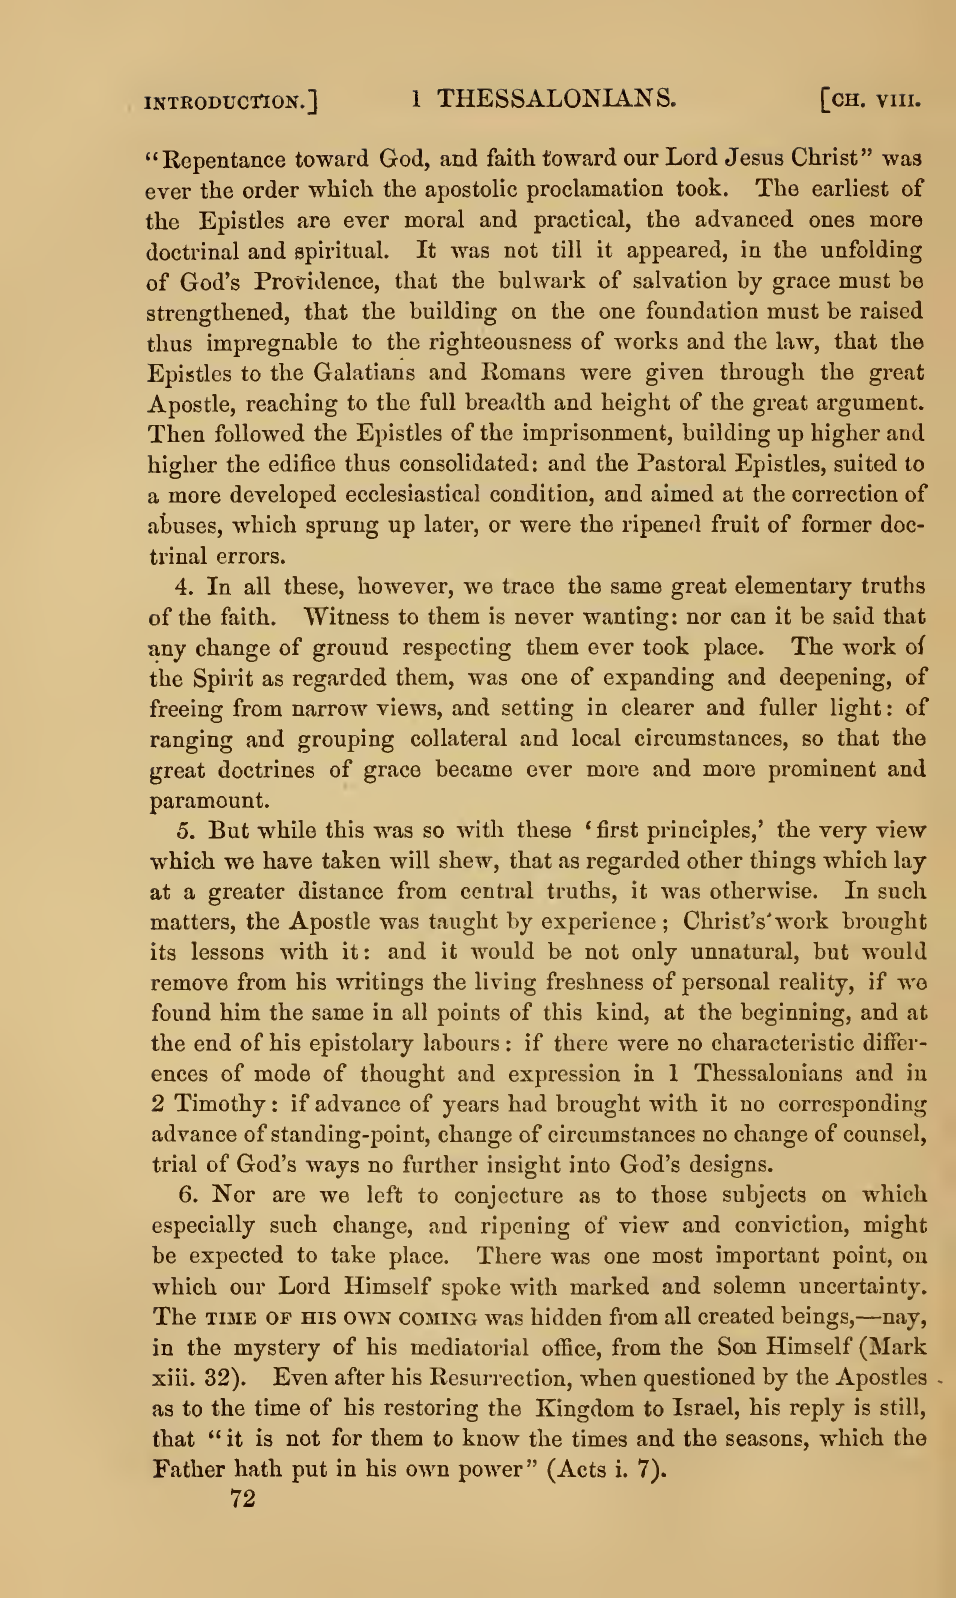 INTRODUCTION.] 1 THESSALONIANS. [CH. VIII.
“Repentance toward God, and faith toward our Lord Jesus Christ” was
ever the order which the apostolic proclamation took. The earliest of
the Epistles are ever moral and practical, the advanced ones more
doctrinal and spiritual. It was not till it appeared, in the unfolding
of God’s Providence, that the bulwark of salvation by grace must be
strengthened, that the building on the one foundation must be raised
thus impregnable to the righteousness of works and the law, that the
Epistles to the Galatians and Romans were given through the great
Apostle, reaching to the full breadth and height of the great argument.
Then followed the Epistles of the imprisonment, building up higher and
higher the edifice thus consolidated: and the Pastoral Epistles, suited to
a more developed ecclesiastical condition, and aimed at the correction of
abuses, which sprung up later, or were the ripened fruit of former doc-
trinal errors.
4. In all these, however, we trace the same great elementary truths
of the faith. Witness to them is never wanting: nor can it be said that
any change of ground respecting them ever took place. The work of
the Spirit as regarded them, was one of expanding and deepening, of
freeing from narrow views, and setting in clearer and fuller light: of
ranging and grouping collateral and local circumstances, so that the
great doctrines of grace became ever more and more prominent and
paramount.
5. But while this was so with these ‘first principles,’ the very view
which we have taken will shew, that as regarded other things which lay
at a greater distance from central truths, it was otherwise. In such
matters, the Apostle was taught by experience; Christ’s work brought
its lessons with it: and it would be not only unnatural, but would
remove from his writings the living freshness of personal reality, if we
found him the same in all points of this kind, at the beginning, and at
the end of his epistolary labours: if there were no characteristic differ-
ences of mode of thought and expression in 1 Thessalonians and in
2 Timothy: if advance of years had brought with it no corresponding
advance of standing-point, change of circumstances no change of counsel,
trial of God’s ways no further insight into God’s designs.
6. Nor are we left to conjecture as to those subjects on which
especially such change, and ripening of view and conviction, might
be expected to take place. There was one most important point, on
which our Lord Himself spoke with marked and solemn uncertainty.
The TIME OF HIS OWN COMING was hidden from all created beings,—nay,
in the mystery of his mediatorial office, from the Son Himself (Mark
xiii. 32). Even after his Resurrection, when questioned by the Apostles
as to the time of his restoring the Kingdom to Israel, his reply is still,
that “it is not for them to know the times and the seasons, which the
Father hath put in his own power” (Acts i. 7).
72